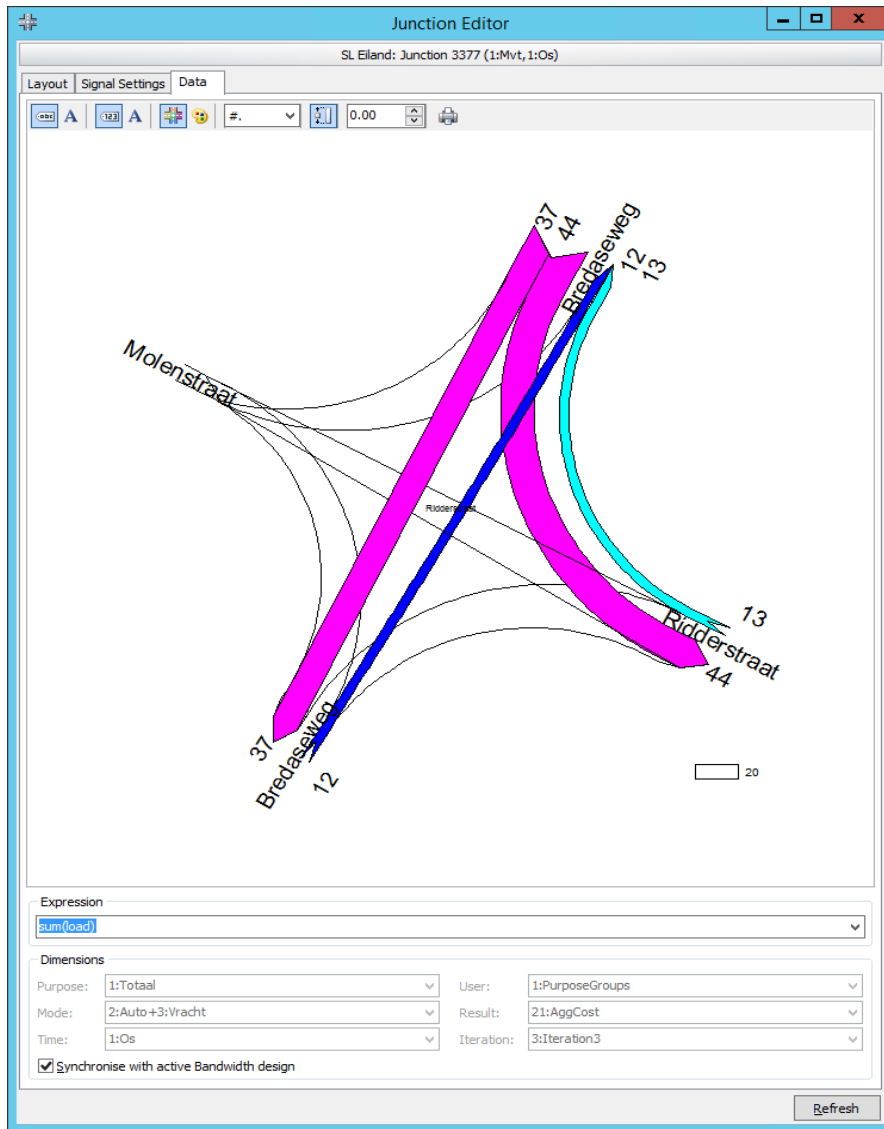 Junction Editor
SL Eiland: Junction 3377 (1:Mvt,1:Os)
Layout Signal Settings Data
abc A 123 A #. 0.00
37
44
Bredaseweg
12
13
Molenstraat
Ridderstraat
13
Ridderstraat
44
37
Bredaseweg
12
20
Expression
sum(load)
Dimensions
Purpose: 1:Totaal User: 1:PurposeGroups
Mode: 2:Auto+3:Vracht Result: 21:AggCost
Time: 1:Os Iteration: 3:Iteration3
Synchronise with active Bandwidth design
Refresh